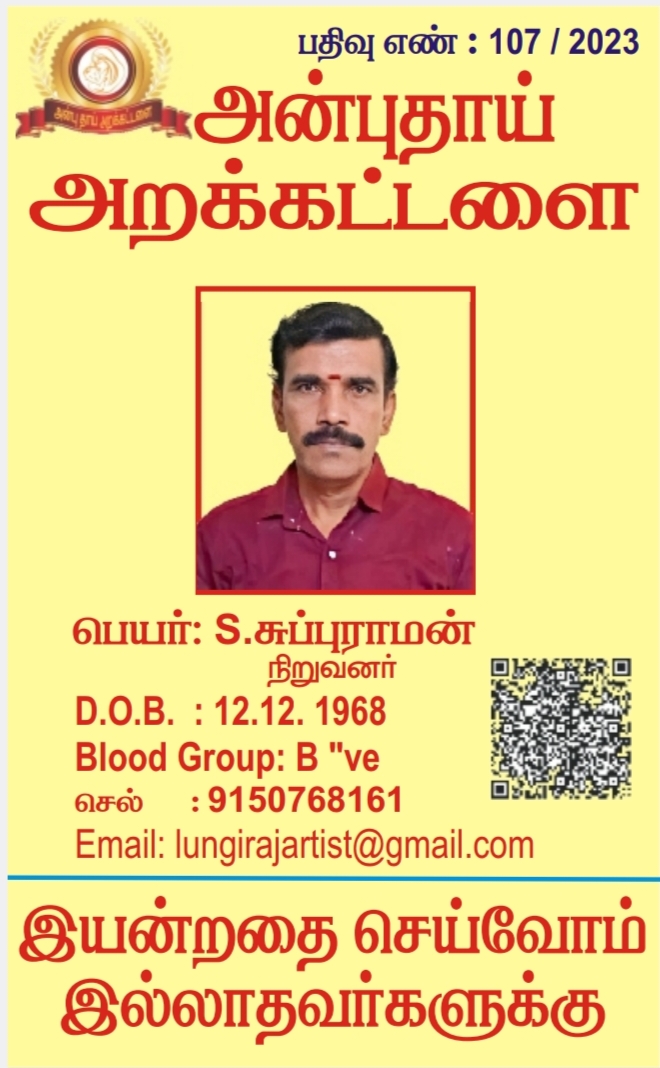 பதிவு எண் : 107 / 2023
அன்பு தாய் அறக்கட்டளை
அன்புதாய்
அறக்கட்டளை
பெயர்: S.சுப்புராமன்
நிறுவனர்
D.O.B. : 12.12. 1968
Blood Group: B "ve
செல் : 9150768161
Email: lungirajartist@gmail.com
இயன்றதை செய்வோம்
இல்லாதவர்களுக்கு